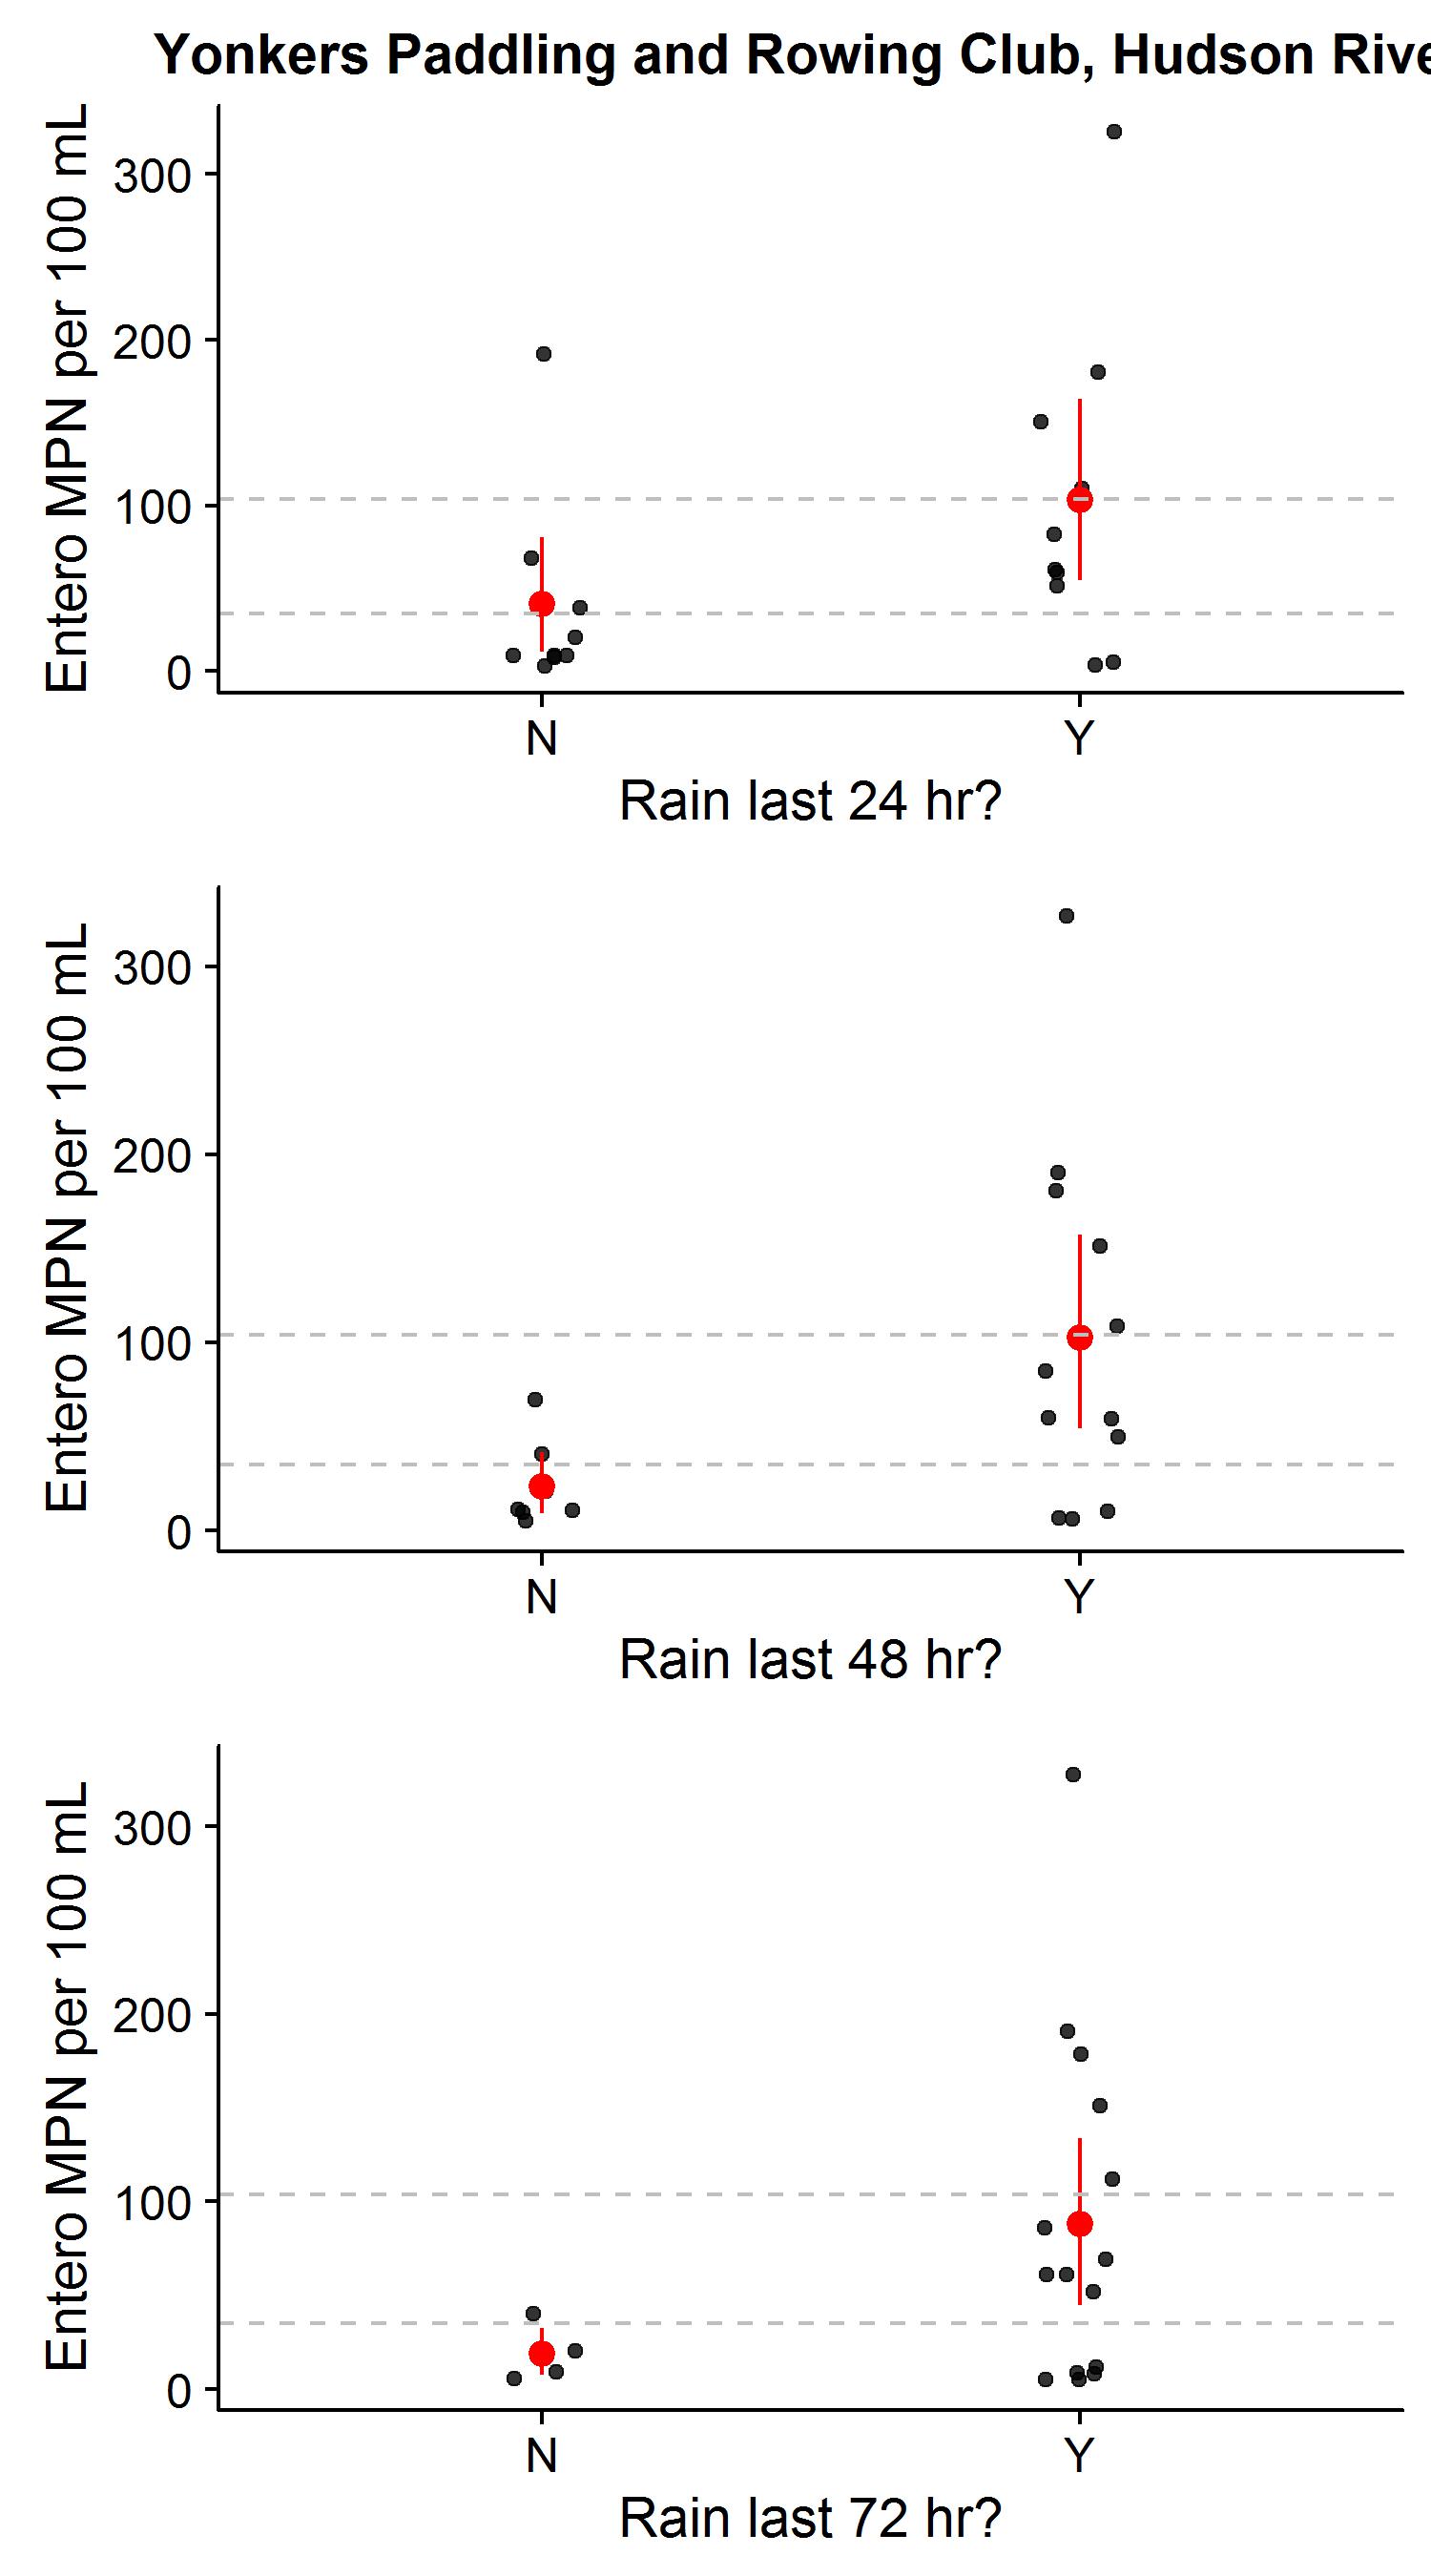 Yonkers Paddling and Rowing Club, Hudson Rive
Entero MPN per 100 mL
300
200
100
0
N Y
Rain last 24 hr?
Entero MPN per 100 mL
300
200
100
0
N Y
Rain last 48 hr?
Entero MPN per 100 mL
300
200
100
0
N Y
Rain last 72 hr?